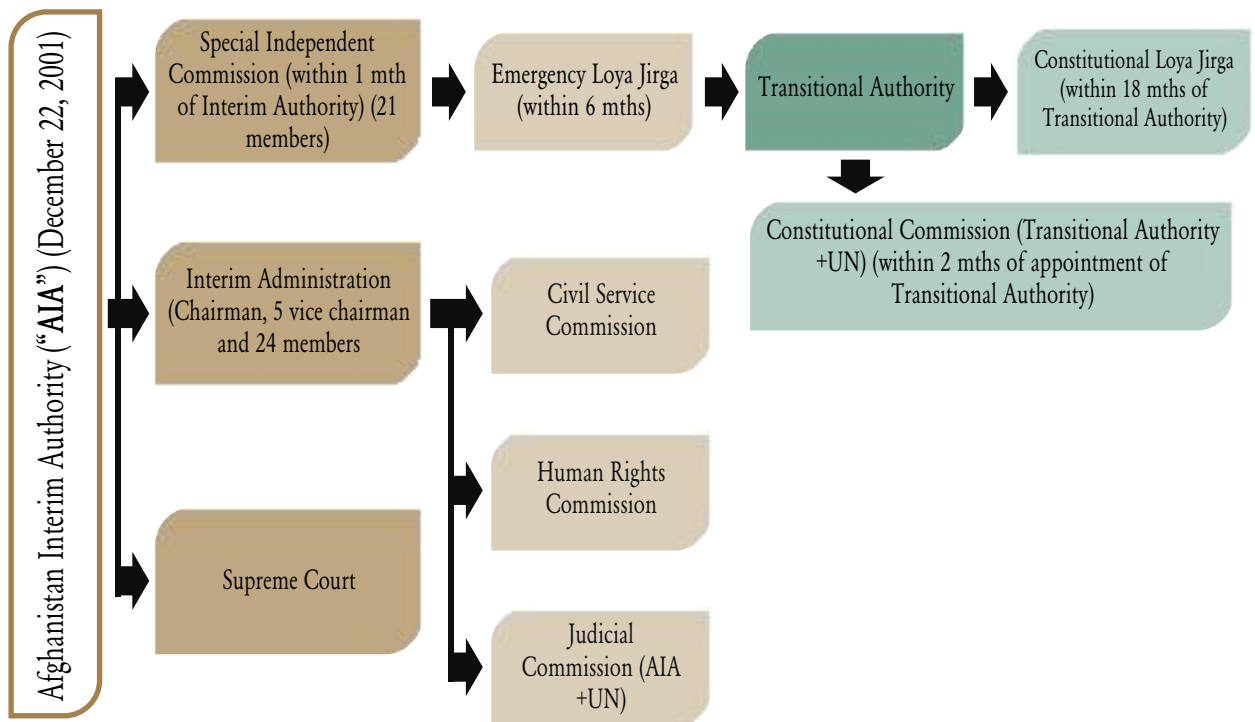 Afghanistan Interim Authority (“AIA”) (December 22, 2001)
Special Independent
Commission (within 1 mth
of Interim Authority) (21
members)
Emergency Loya Jirga
(within 6 mths)
Transitional Authority
Constitutional Loya Jirga
(within 18 mths of
Transitional Authority)
Constitutional Commission (Transitional Authority
+UN) (within 2 mths of appointment of
Transitional Authority)
Interim Administration
(Chairman, 5 vice chairman
and 24 members
Civil Service
Commission
Human Rights
Commission
Supreme Court
Judicial
Commission (AIA
+UN)